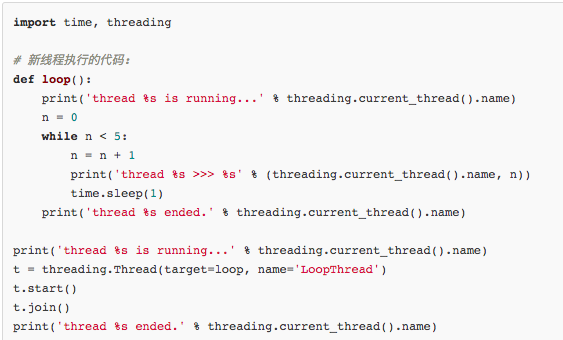 import time, threading

# 新线程执行的代码:
def loop():
    print('thread %s is running...' % threading.current_thread().name)
    n = 0
    while n < 5:
        n = n + 1
        print('thread %s >>> %s' % (threading.current_thread().name, n))
        time.sleep(1)
    print('thread %s ended.' % threading.current_thread().name)

print('thread %s is running...' % threading.current_thread().name)
t = threading.Thread(target=loop, name='LoopThread')
t.start()
t.join()
print('thread %s ended.' % threading.current_thread().name)